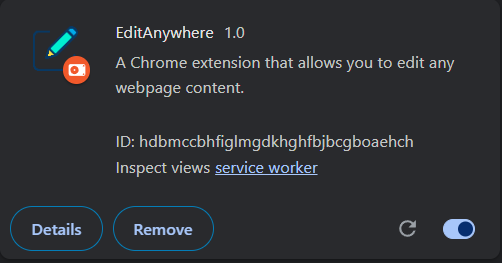 EditAnywhere 1.0
A Chrome extension that allows you to edit any
webpage content.
ID: hdbmccbhfiglmgdkhghfbjbcgboaehch
Inspect views service worker
Details Remove